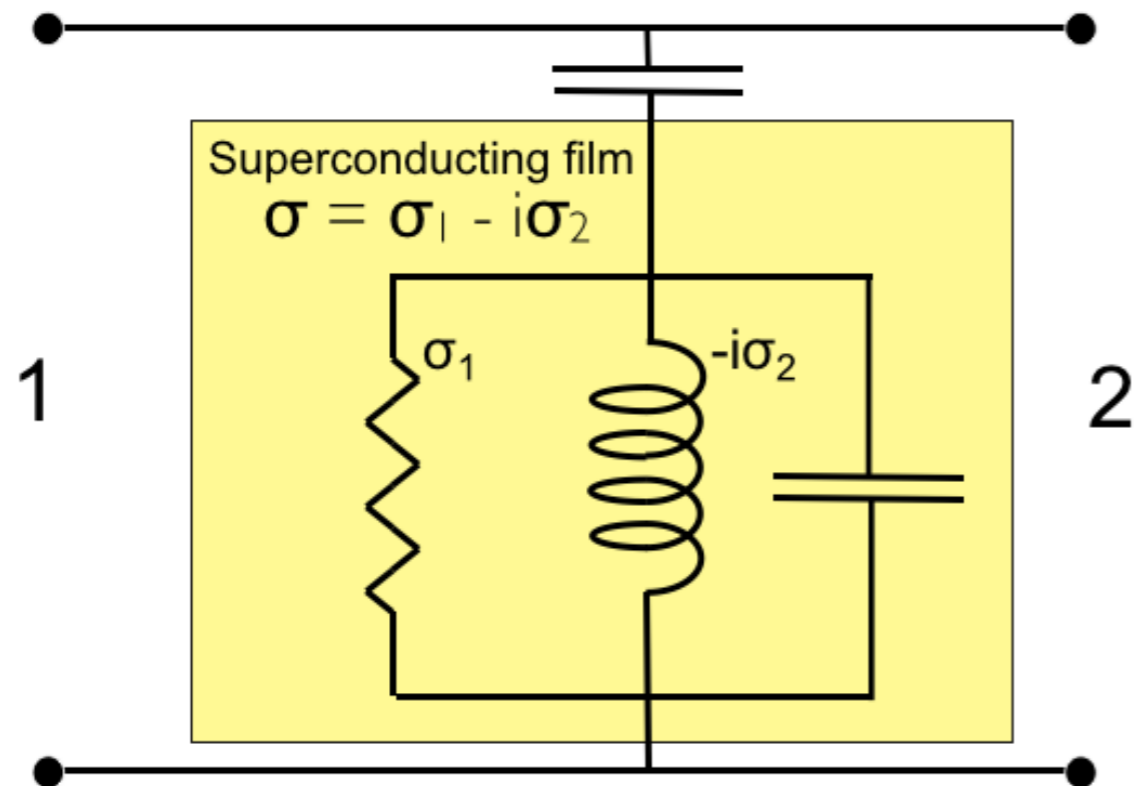 Superconducting film
σ = σ₁ - iσ₂
σ₁
-iσ₂
1
2